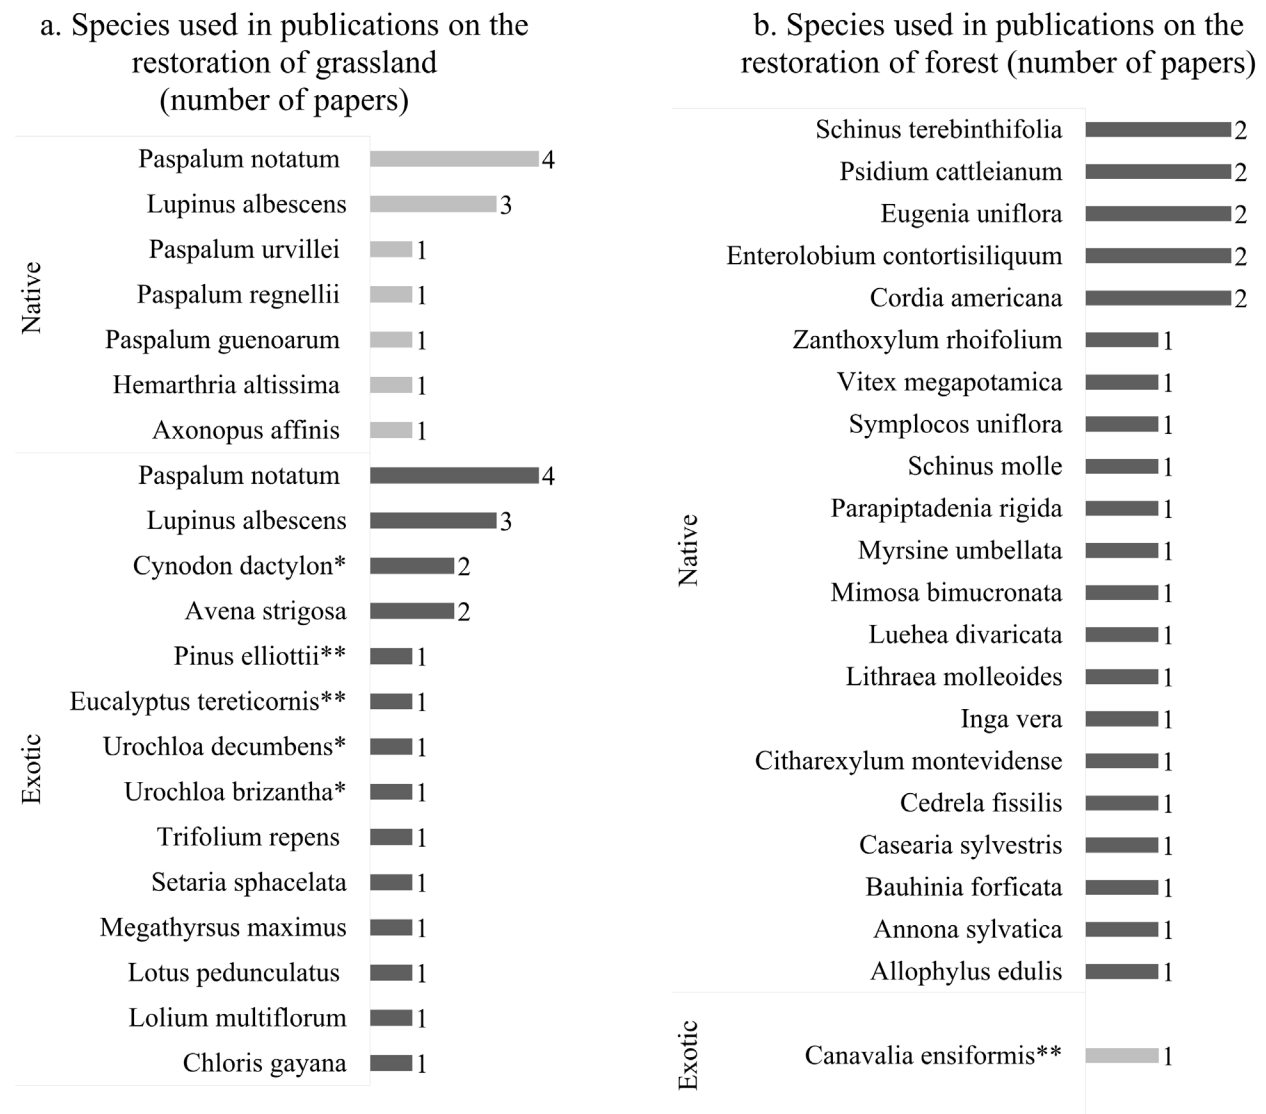 a. Species used in publications on the
restoration of grassland
(number of papers)
Native
Paspalum notatum 4
Lupinus albescens 3
Paspalum urvillei 1
Paspalum regnellii 1
Paspalum guenoarum 1
Hemarthria altissima 1
Axonopus affinis 1
Exotic
Paspalum notatum 4
Lupinus albescens 3
Cynodon dactylon* 2
Avena strigosa 2
Pinus elliottii** 1
Eucalyptus tereticornis** 1
Urochloa decumbens* 1
Urochloa brizantha* 1
Trifolium repens 1
Setaria sphacelata 1
Megathyrsus maximus 1
Lotus pedunculatus 1
Lolium multiflorum 1
Chloris gayana 1
b. Species used in publications on the
restoration of forest (number of papers)
Native
Schinus terebinthifolia 2
Psidium cattleianum 2
Eugenia uniflora 2
Enterolobium contortisiliquum 2
Cordia americana 2
Zanthoxylum rhoifolium 1
Vitex megapotamica 1
Symplocos uniflora 1
Schinus molle 1
Parapiptadenia rigida 1
Myrsine umbellata 1
Mimosa bimucronata 1
Luehea divaricata 1
Lithraea molleoides 1
Inga vera 1
Citharexylum montevidense 1
Cedrela fissilis 1
Casearia sylvestris 1
Bauhinia forficata 1
Annona sylvatica 1
Allophylus edulis 1
Exotic
Canavalia ensiformis** 1